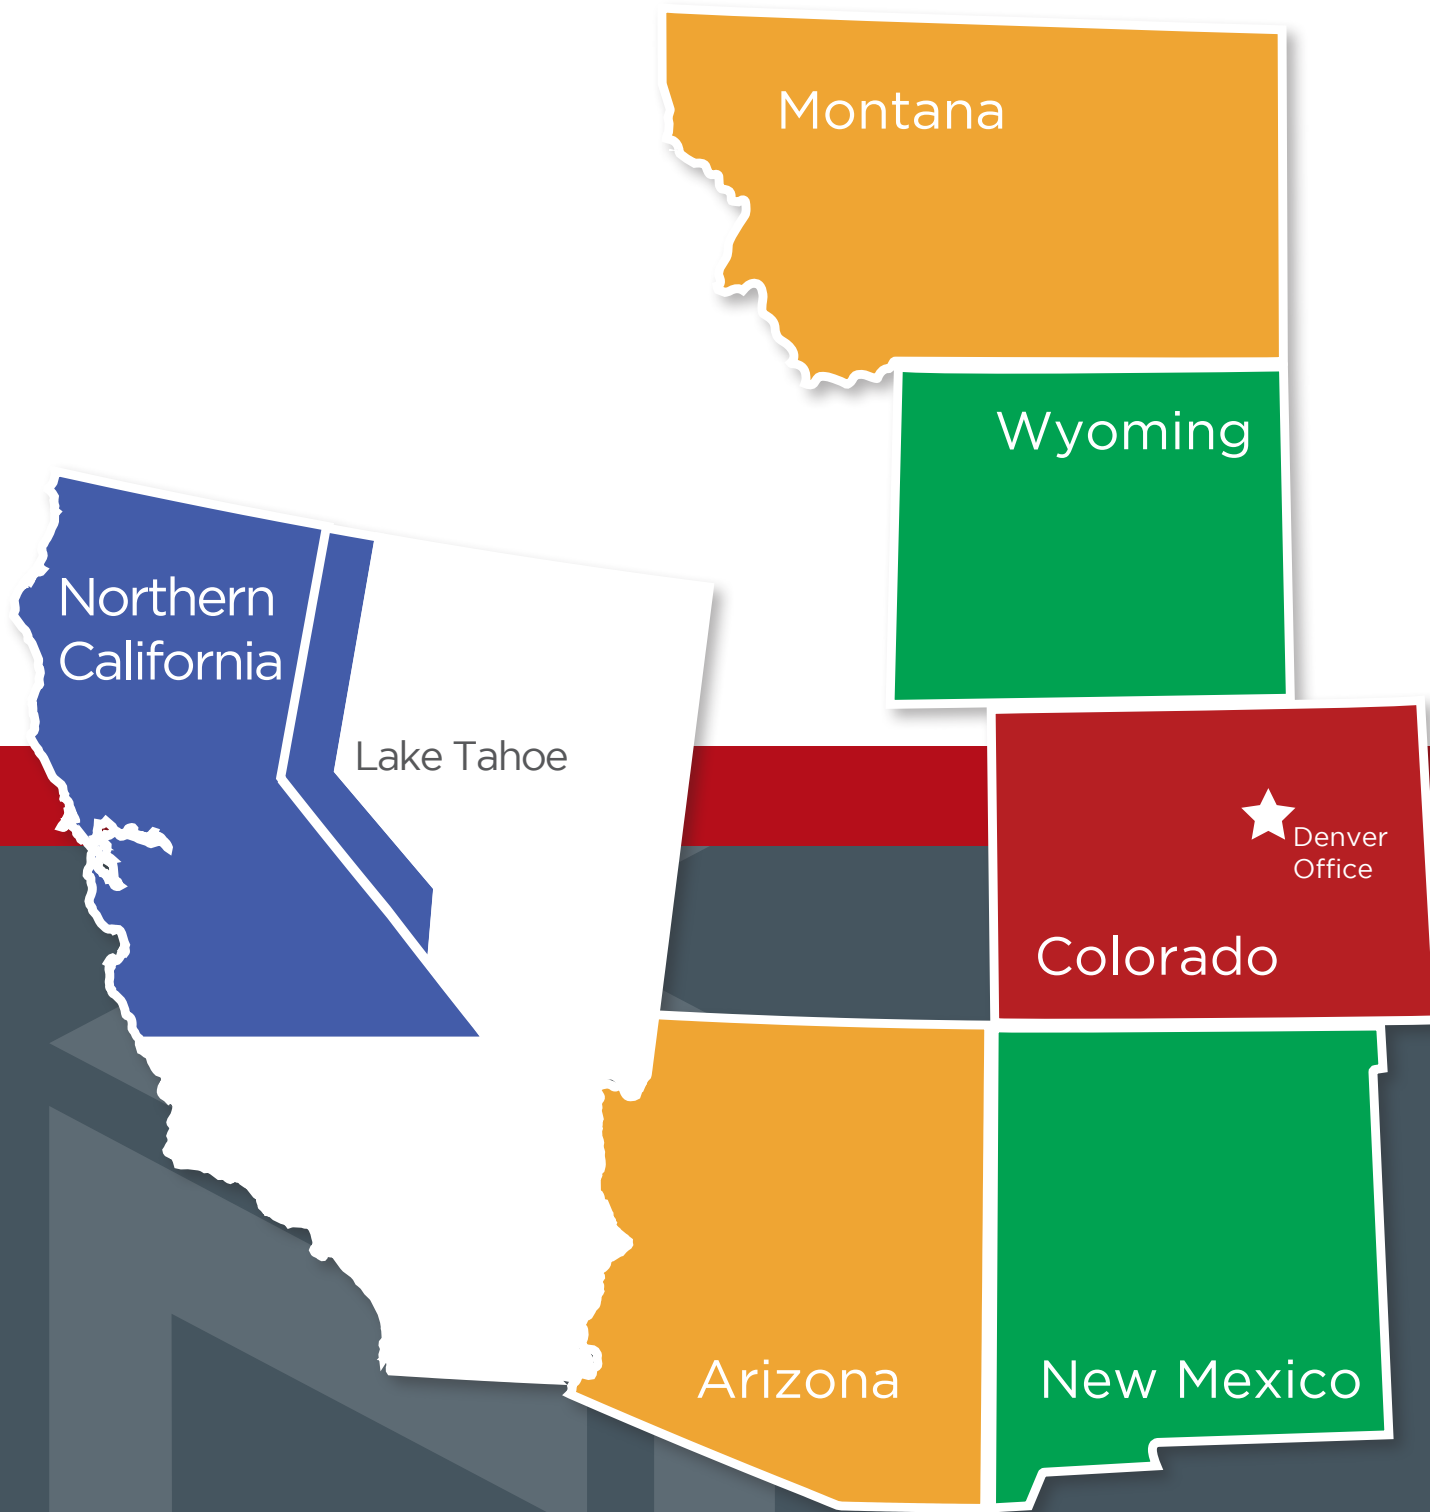 Montana
Wyoming
Northern
California
Lake Tahoe
Denver
Office
Colorado
Arizona
New Mexico